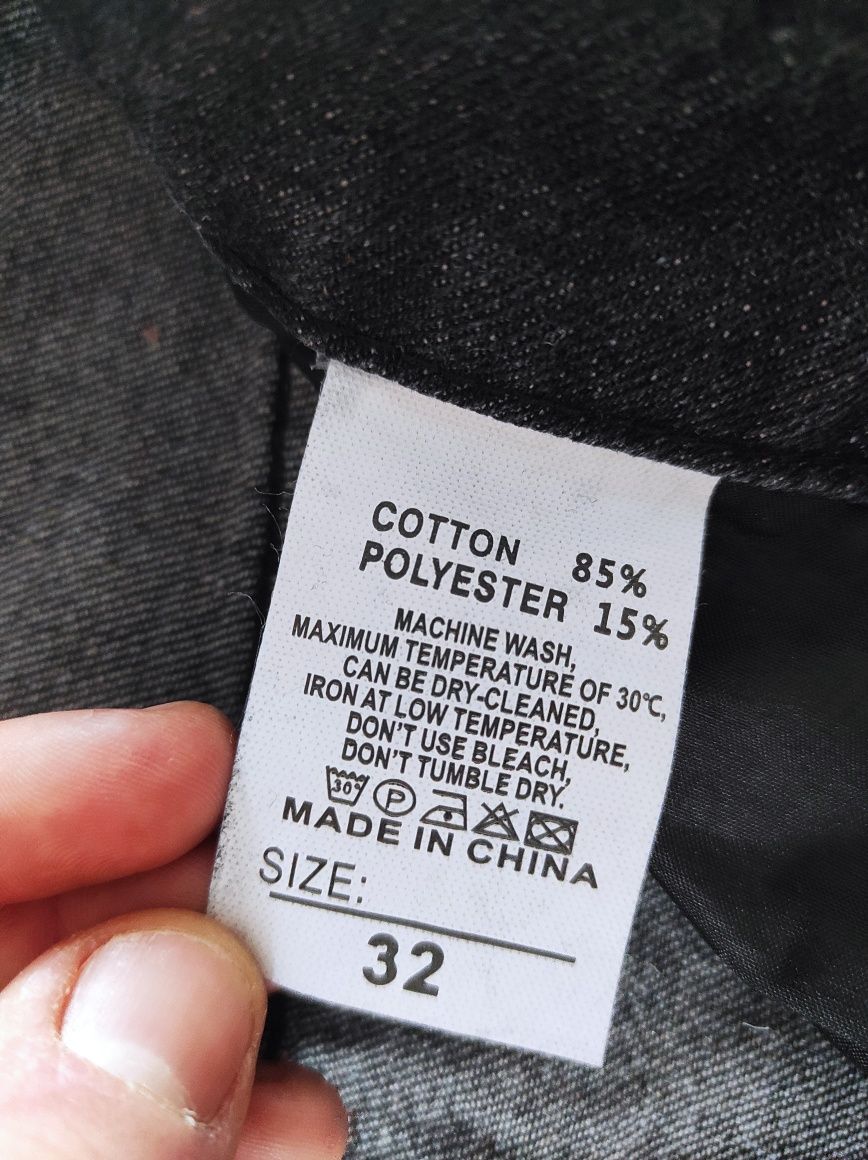 COTTON 85%
POLYESTER 15%
MACHINE WASH,
MAXIMUM TEMPERATURE OF 30℃,
CAN BE DRY-CLEANED,
IRON AT LOW TEMPERATURE,
DON'T USE BLEACH,
DON'T TUMBLE DRY.
30° P
MADE IN CHINA
SIZE:
32